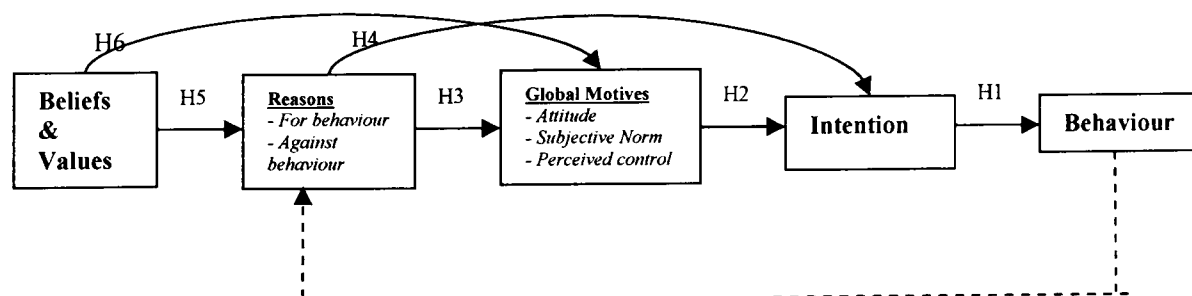 H6
H4
Beliefs
&
Values
H5
Reasons
- For behaviour
- Against
behaviour
H3
Global Motives
- Attitude
- Subjective Norm
- Perceived control
H2
Intention
H1
Behaviour